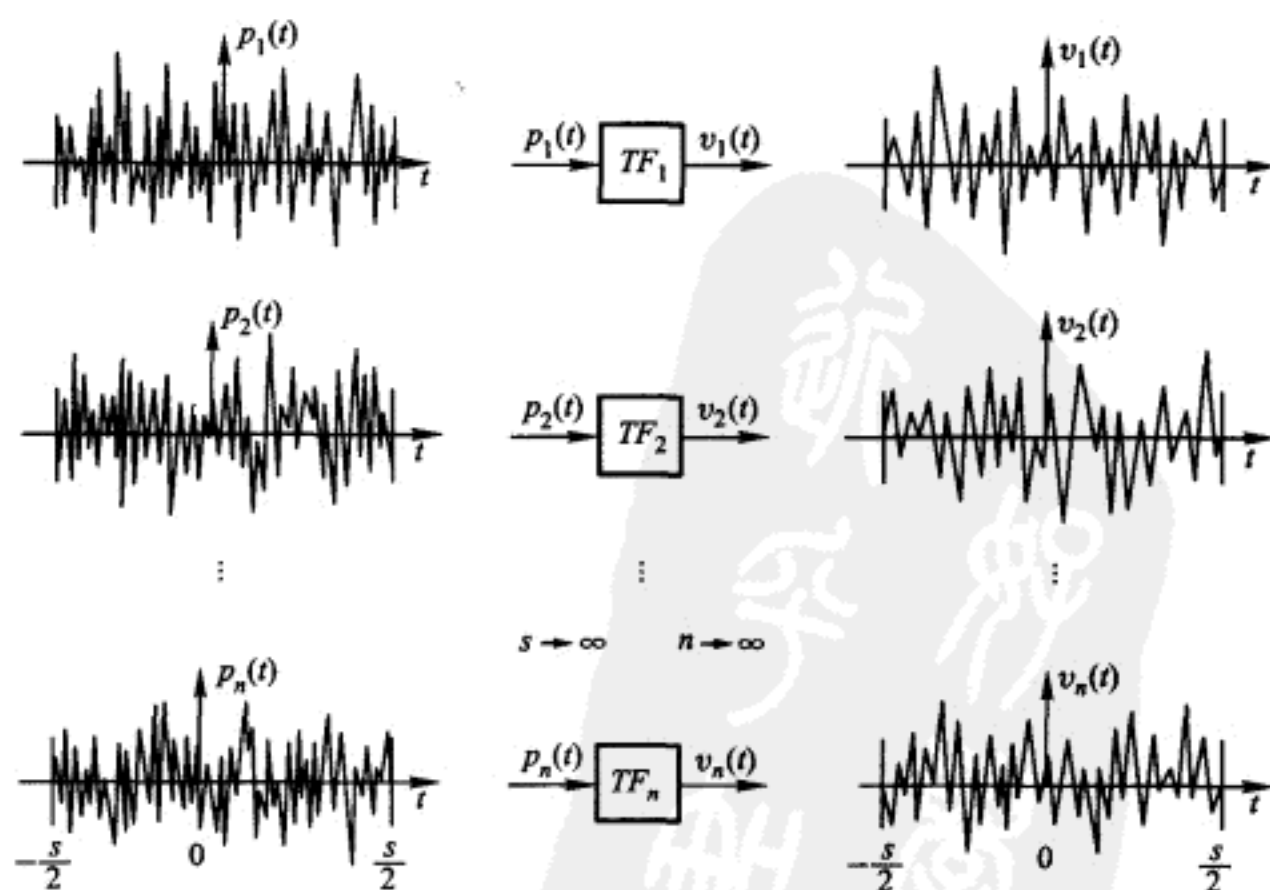 p₁(t)
p₁(t) TF₁ v₁(t)
v₁(t)
t
t
p₂(t)
p₂(t) TF₂ v₂(t)
v₂(t)
t
t
⋮ ⋮ ⋮
s → ∞ n → ∞
pₙ(t)
pₙ(t) TFₙ vₙ(t)
vₙ(t)
t
t
-s/2 0 s/2
-s/2 0 s/2